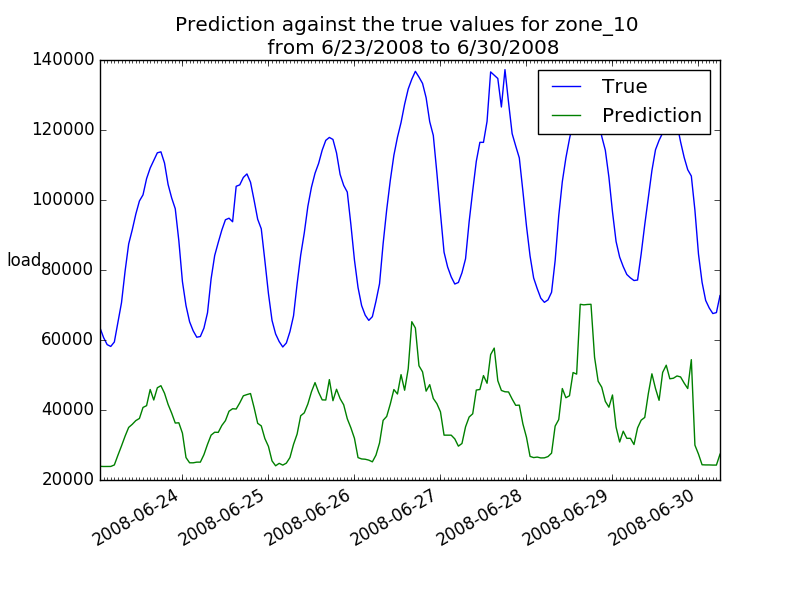 Prediction against the true values for zone_10
from 6/23/2008 to 6/30/2008
140000
120000
100000
80000
60000
40000
20000
load
True
Prediction
2008-06-24
2008-06-25
2008-06-26
2008-06-27
2008-06-28
2008-06-29
2008-06-30